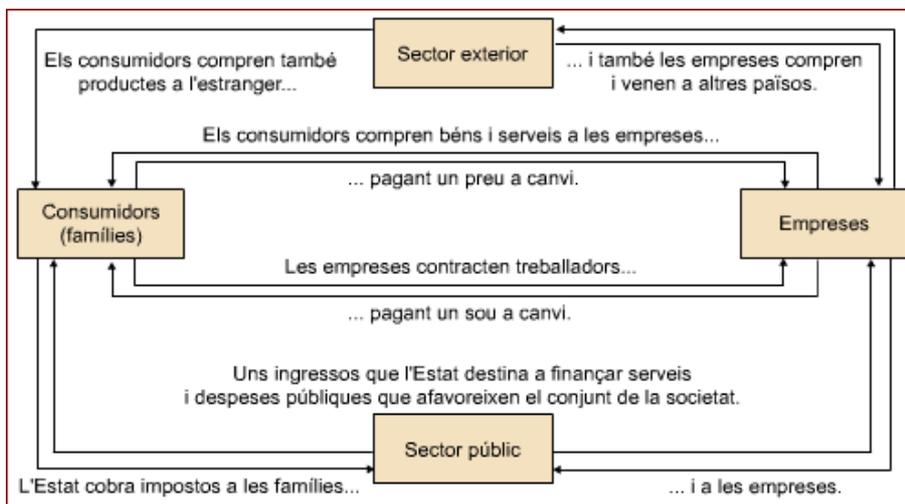 Sector exterior
Els consumidors compren també
productes a l'estranger...
... i també les empreses compren
i venen a altres països.
Els consumidors compren béns i serveis a les empreses...
... pagant un preu a canvi.
Consumidors
(famílies)
Empreses
Les empreses contracten treballadors...
... pagant un sou a canvi.
Uns ingressos que l'Estat destina a finançar serveis
i despeses públiques que afavoreixen el conjunt de la societat.
Sector públic
L'Estat cobra impostos a les famílies...
... i a les empreses.